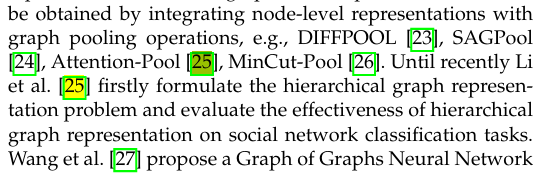 be obtained by integrating node-level representations with
graph pooling operations, e.g., DIFFPOOL [23], SAGPool
[24], Attention-Pool [25], MinCut-Pool [26]. Until recently Li
et al. [25] firstly formulate the hierarchical graph represen-
tation problem and evaluate the effectiveness of hierarchical
graph representation on social network classification tasks.
Wang et al. [27] propose a Graph of Graphs Neural Network